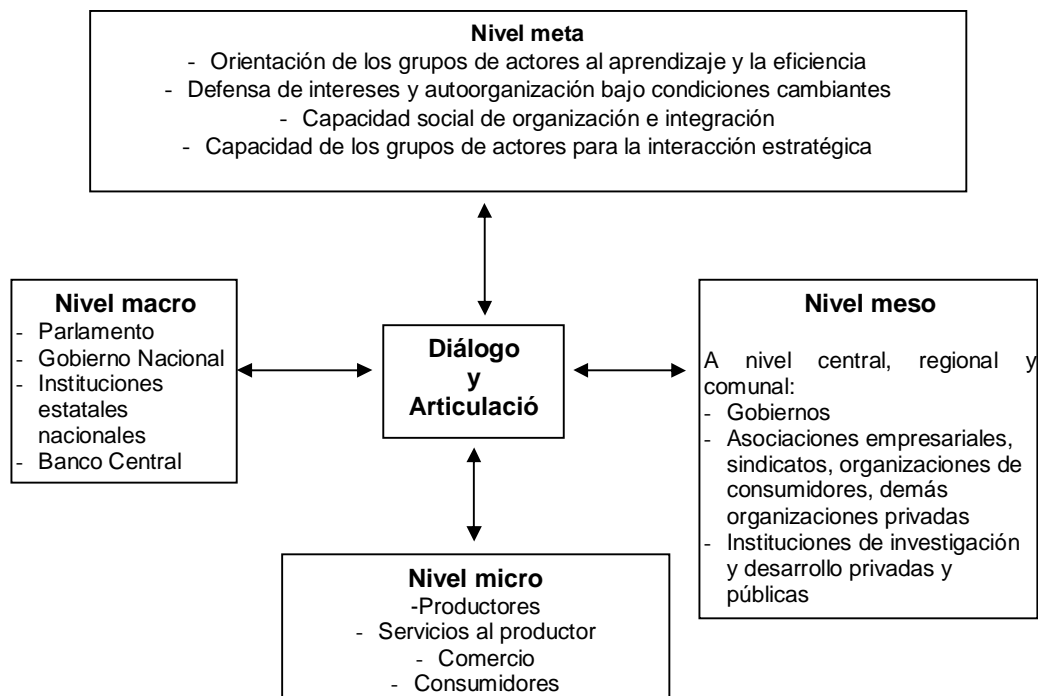 Nivel meta
- Orientación de los grupos de actores al aprendizaje y la eficiencia
- Defensa de intereses y autoorganización bajo condiciones cambiantes
- Capacidad social de organización e integración
- Capacidad de los grupos de actores para la interacción estratégica
Nivel macro
- Parlamento
- Gobierno Nacional
- Instituciones
estatales
nacionales
- Banco Central
Diálogo
y
Articulació
Nivel meso
A nivel central, regional y
comunal:
- Gobiernos
- Asociaciones empresariales,
sindicatos, organizaciones de
consumidores, demás
organizaciones privadas
- Instituciones de investigación
y desarrollo privadas y
públicas
Nivel micro
-Productores
- Servicios al productor
- Comercio
- Consumidores